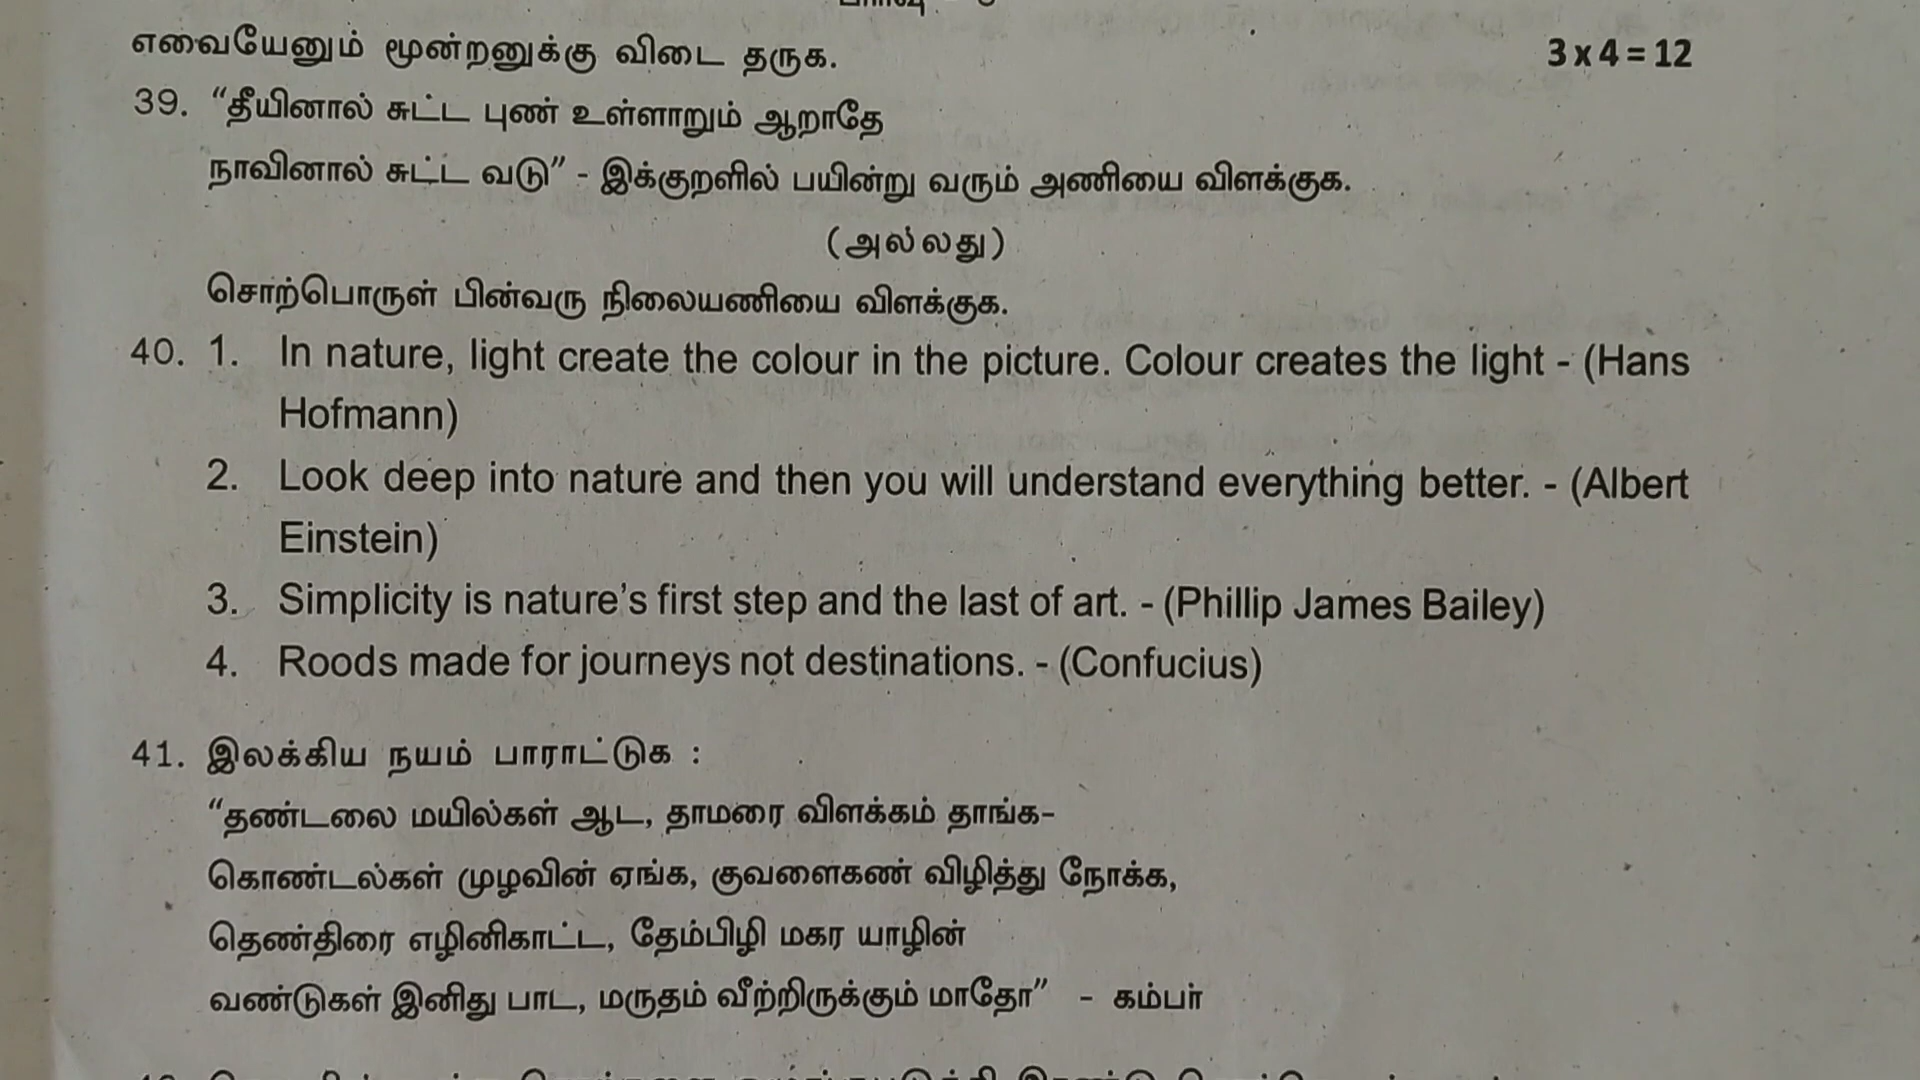 எவையேனும் மூன்றனுக்கு விடை தருக. 3 x 4 = 12
39. “தீயினால் சுட்ட புண் உள்ளாறும் ஆறாதே
நாவினால் சுட்ட வடு” - இக்குறளில் பயின்று வரும் அணியை விளக்குக.
(அல்லது)
சொற்பொருள் பின்வரு நிலையணியை விளக்குக.
40. 1. In nature, light create the colour in the picture. Colour creates the light - (Hans
Hofmann)
2. Look deep into nature and then you will understand everything better. - (Albert
Einstein)
3. Simplicity is nature’s first step and the last of art. - (Phillip James Bailey)
4. Roods made for journeys not destinations. - (Confucius)
41. இலக்கிய நயம் பாராட்டுக :
“தண்டலை மயில்கள் ஆட, தாமரை விளக்கம் தாங்க-
கொண்டல்கள் முழவின் ஏங்க, குவளைகண் விழித்து நோக்க,
தெண்திரை எழினிகாட்ட, தேம்பிழி மகர யாழின்
வண்டுகள் இனிது பாட, மருதம் வீற்றிருக்கும் மாதோ” - கம்பர்